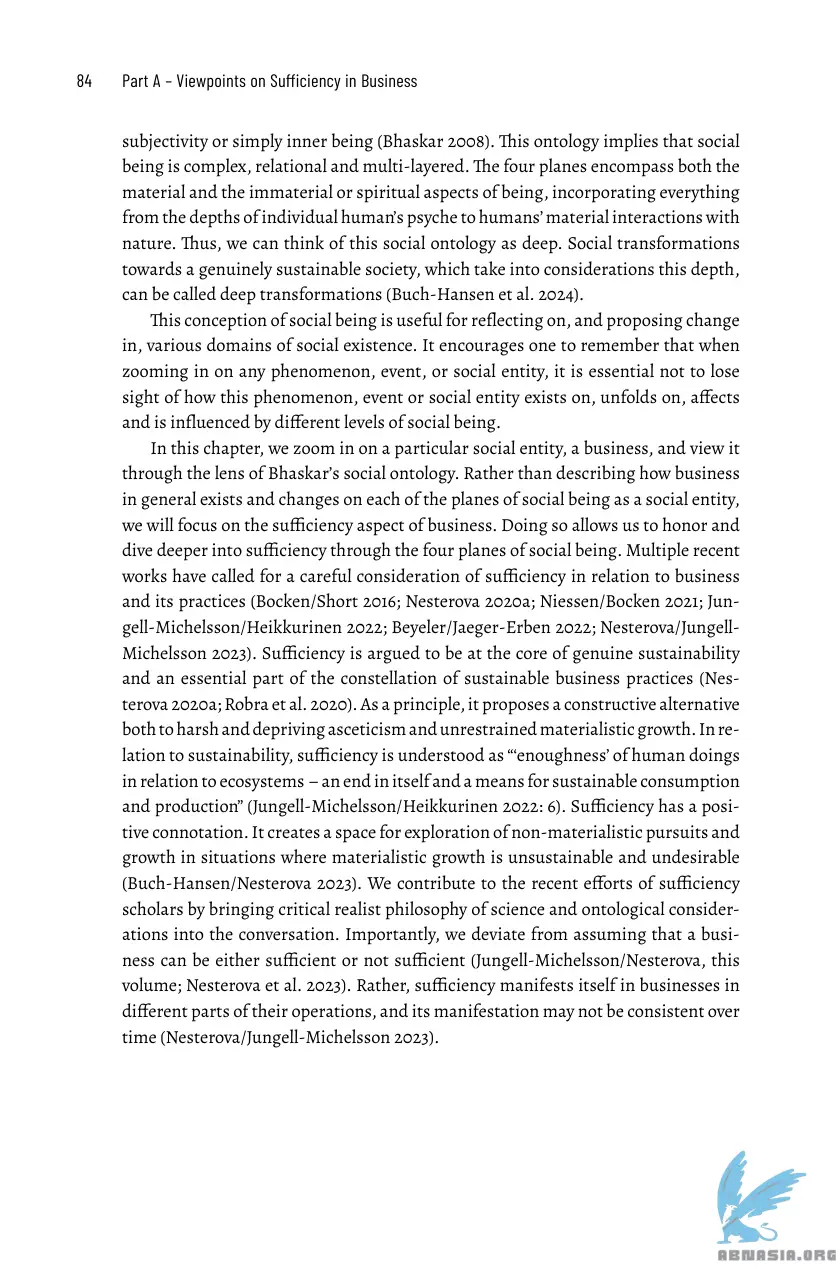 84 Part A – Viewpoints on Sufficiency in Business
subjectivity or simply inner being (Bhaskar 2008). This ontology implies that social
being is complex, relational and multi-layered. The four planes encompass both the
material and the immaterial or spiritual aspects of being, incorporating everything
from the depths of individual human’s psyche to humans’ material interactions with
nature. Thus, we can think of this social ontology as deep. Social transformations
towards a genuinely sustainable society, which take into considerations this depth,
can be called deep transformations (Buch-Hansen et al. 2024).
This conception of social being is useful for reflecting on, and proposing change
in, various domains of social existence. It encourages one to remember that when
zooming in on any phenomenon, event, or social entity, it is essential not to lose
sight of how this phenomenon, event or social entity exists on, unfolds on, affects
and is influenced by different levels of social being.
In this chapter, we zoom in on a particular social entity, a business, and view it
through the lens of Bhaskar’s social ontology. Rather than describing how business
in general exists and changes on each of the planes of social being as a social entity,
we will focus on the sufficiency aspect of business. Doing so allows us to honor and
dive deeper into sufficiency through the four planes of social being. Multiple recent
works have called for a careful consideration of sufficiency in relation to business
and its practices (Bocken/Short 2016; Nesterova 2020a; Niessen/Bocken 2021; Jun-
gell-Michelsson/Heikkurinen 2022; Beyeler/Jaeger-Erben 2022; Nesterova/Jungell-
Michelsson 2023). Sufficiency is argued to be at the core of genuine sustainability
and an essential part of the constellation of sustainable business practices (Nes-
terova 2020a; Robra et al. 2020). As a principle, it proposes a constructive alternative
both to harsh and depriving asceticism and unrestrained materialistic growth. In re-
lation to sustainability, sufficiency is understood as “‘enoughness’ of human doings
in relation to ecosystems – an end in itself and a means for sustainable consumption
and production” (Jungell-Michelsson/Heikkurinen 2022: 6). Sufficiency has a posi-
tive connotation. It creates a space for exploration of non-materialistic pursuits and
growth in situations where materialistic growth is unsustainable and undesirable
(Buch-Hansen/Nesterova 2023). We contribute to the recent efforts of sufficiency
scholars by bringing critical realist philosophy of science and ontological consider-
ations into the conversation. Importantly, we deviate from assuming that a busi-
ness can be either sufficient or not sufficient (Jungell-Michelsson/Nesterova, this
volume; Nesterova et al. 2023). Rather, sufficiency manifests itself in businesses in
different parts of their operations, and its manifestation may not be consistent over
time (Nesterova/Jungell-Michelsson 2023).
ABNASIA.ORG